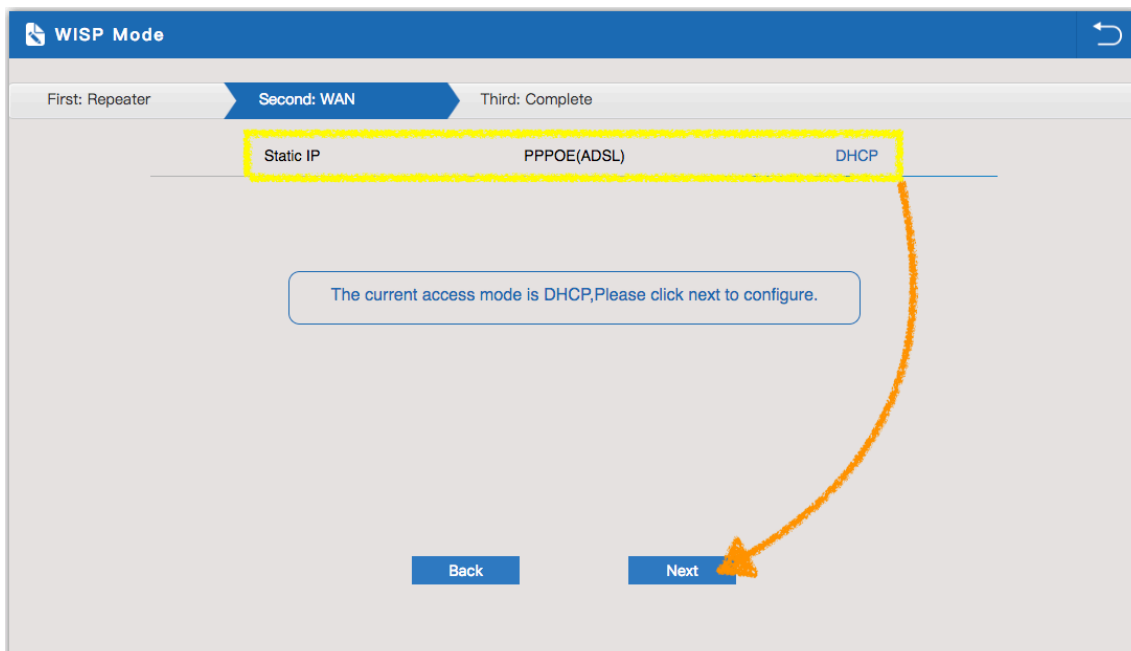 WISP Mode
First: Repeater Second: WAN Third: Complete
Static IP PPPOE(ADSL) DHCP
The current access mode is DHCP,Please click next to configure.
Back Next